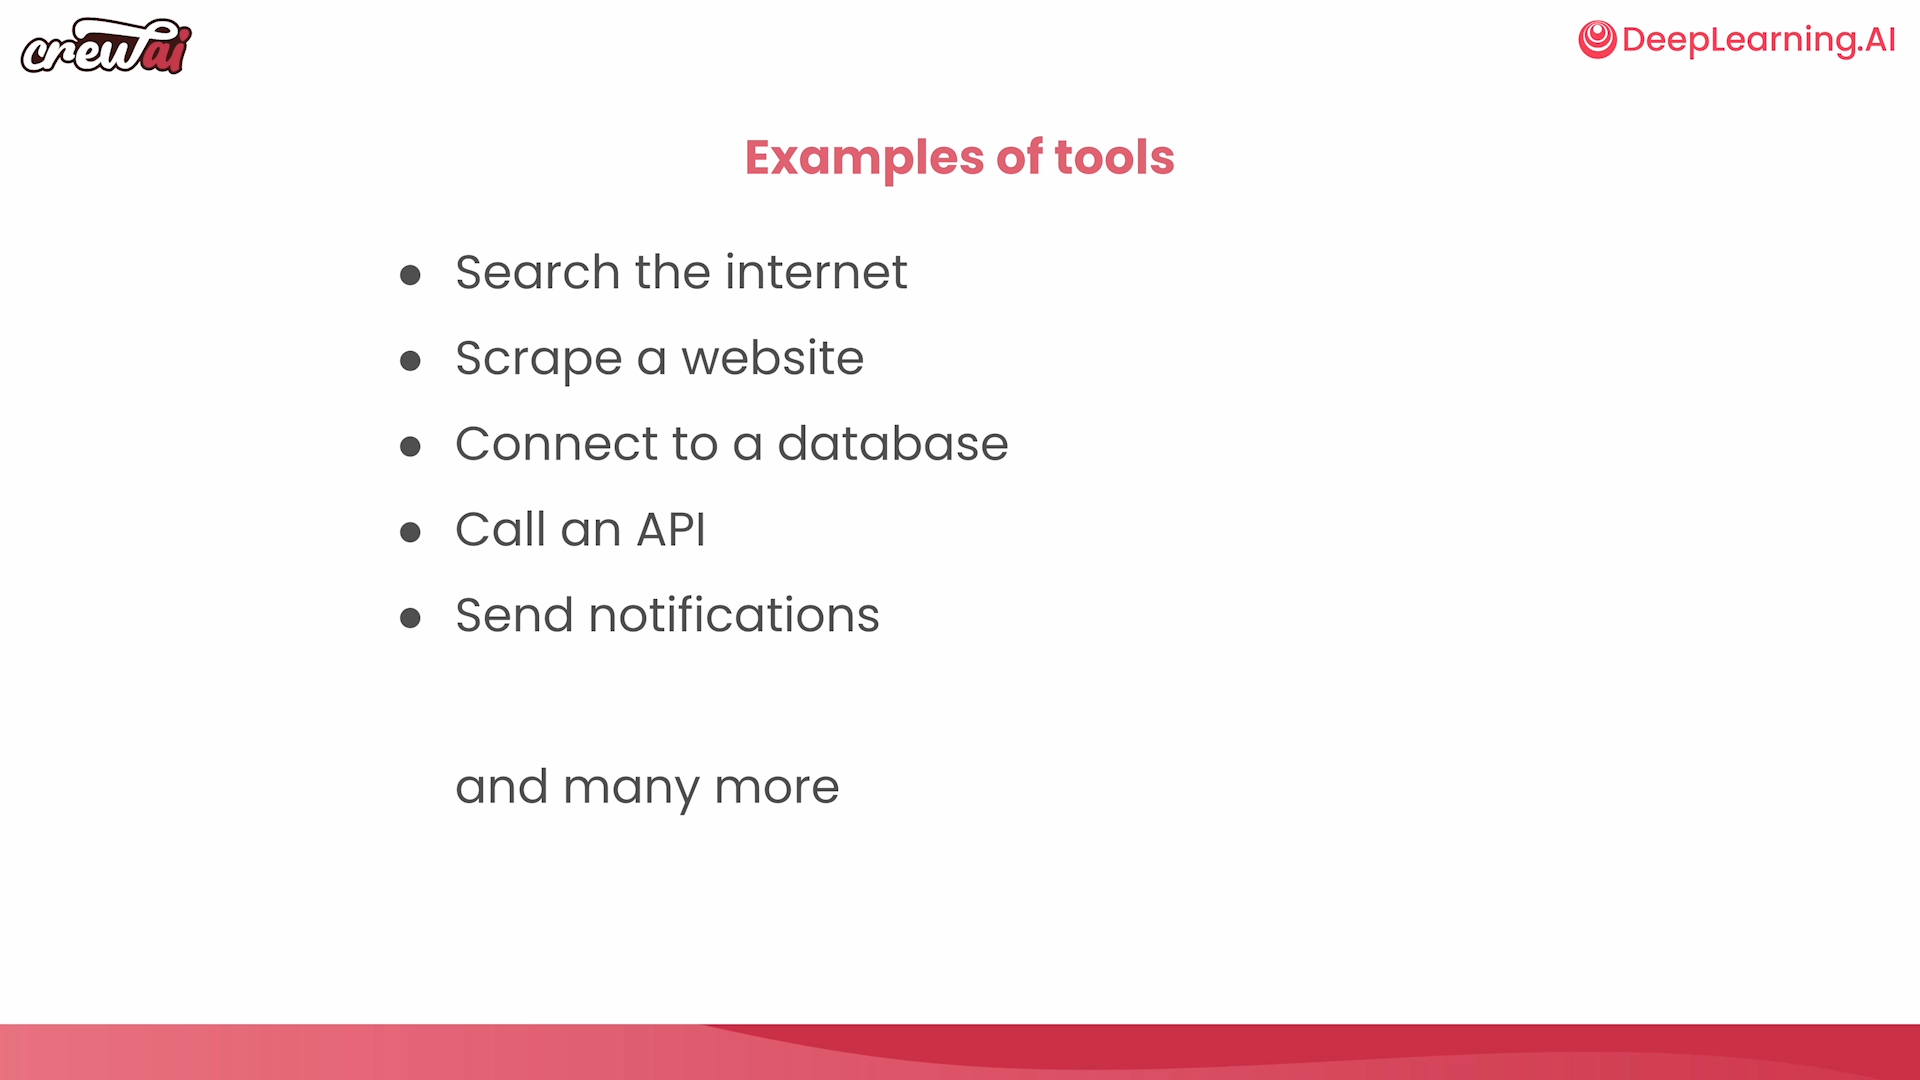 crewai
DeepLearning.AI
Examples of tools
● Search the internet
● Scrape a website
● Connect to a database
● Call an API
● Send notifications
and many more